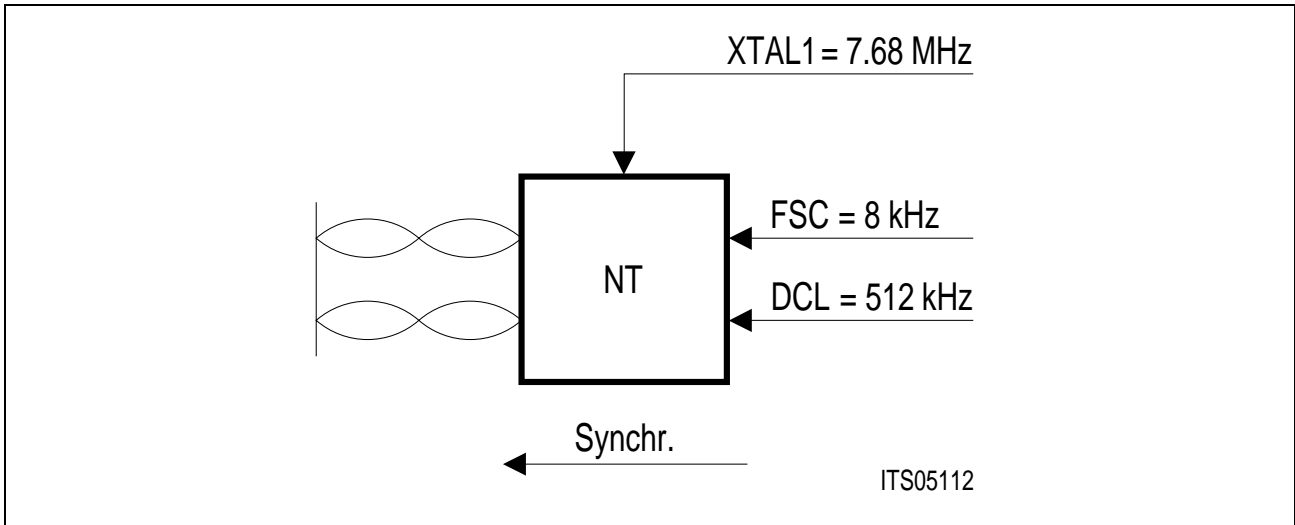 XTAL1 = 7.68 MHz
FSC = 8 kHz
NT
DCL = 512 kHz
Synchr.
ITS05112